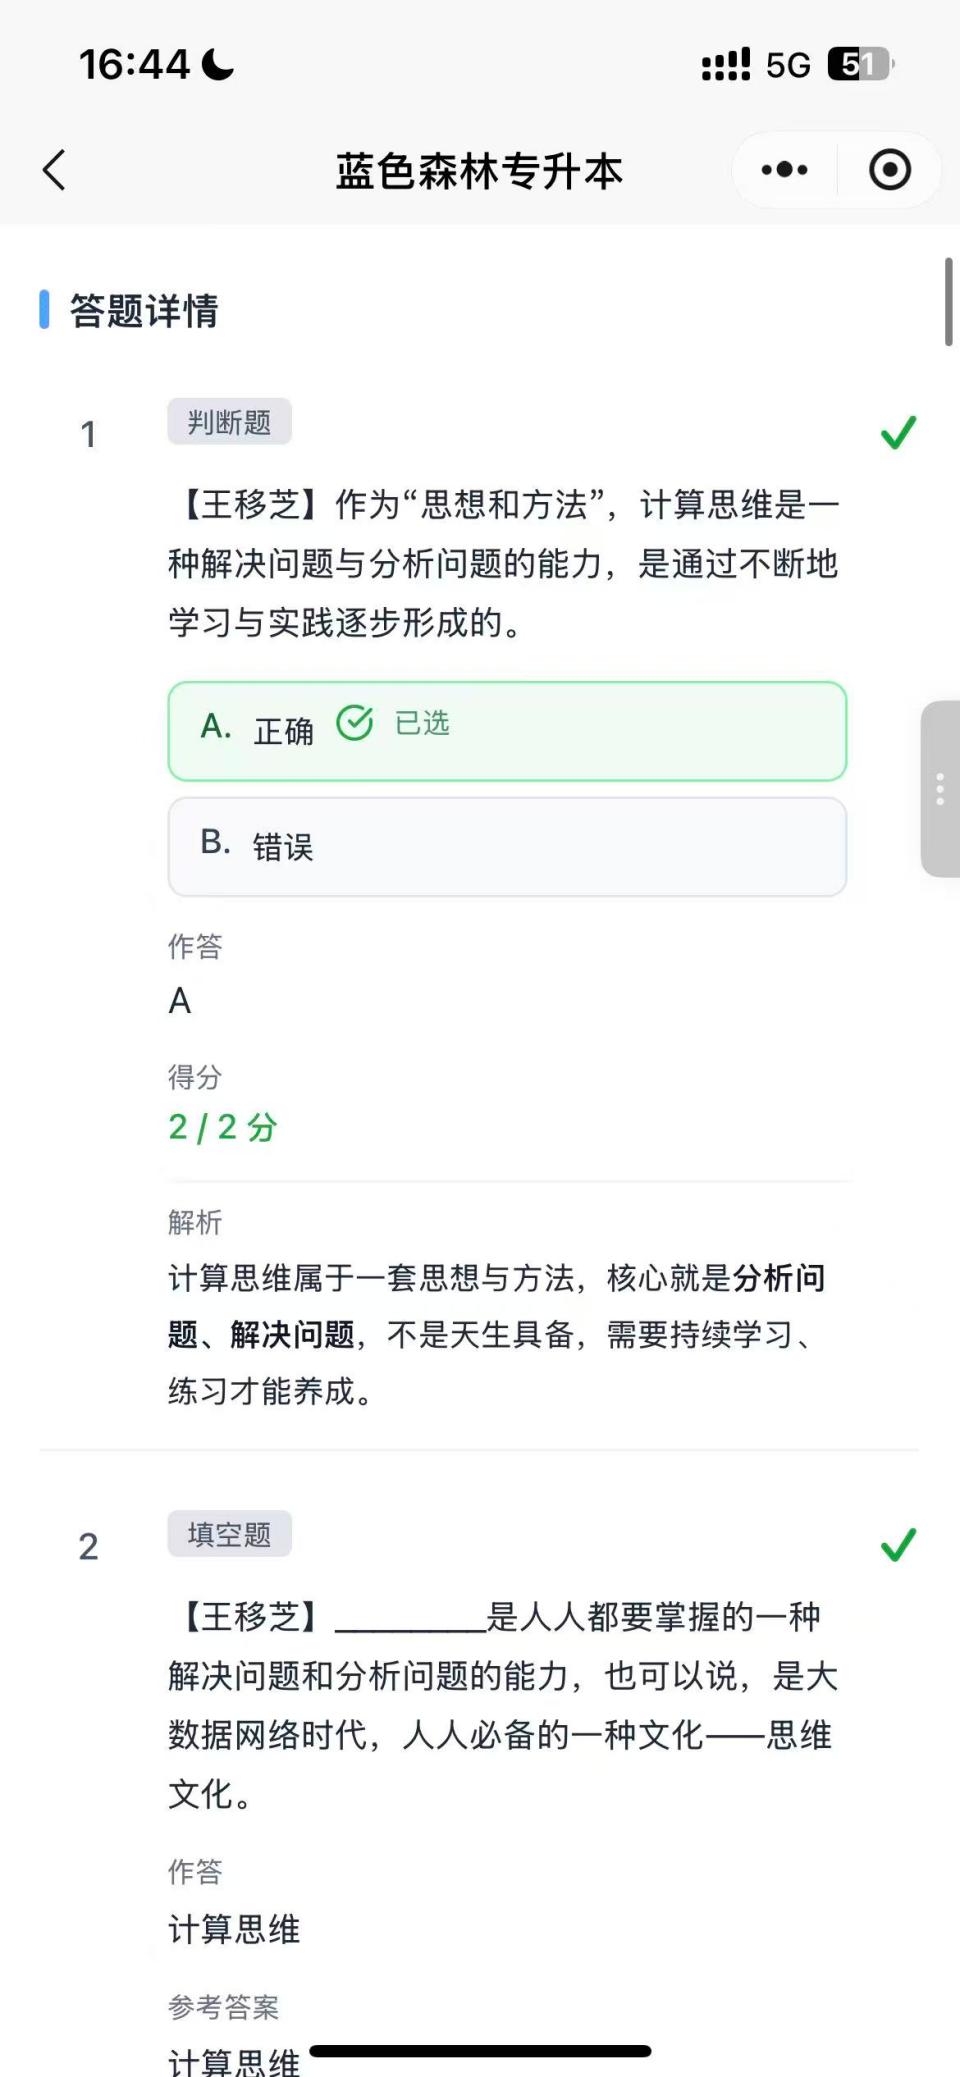 16:44
5G
51
蓝色森林专升本
答题详情
1
判断题
【王移芝】作为“思想和方法”，计算思维是一
种解决问题与分析问题的能力，是通过不断地
学习与实践逐步形成的。
A. 正确 已选
B. 错误
作答
A
得分
2 / 2 分
解析
计算思维属于一套思想与方法，核心就是分析问
题、解决问题，不是天生具备，需要持续学习、
练习才能养成。
2
填空题
【王移芝】_________是人人都要掌握的一种
解决问题和分析问题的能力，也可以说，是大
数据网络时代，人人必备的一种文化——思维
文化。
作答
计算思维
参考答案
计算思维